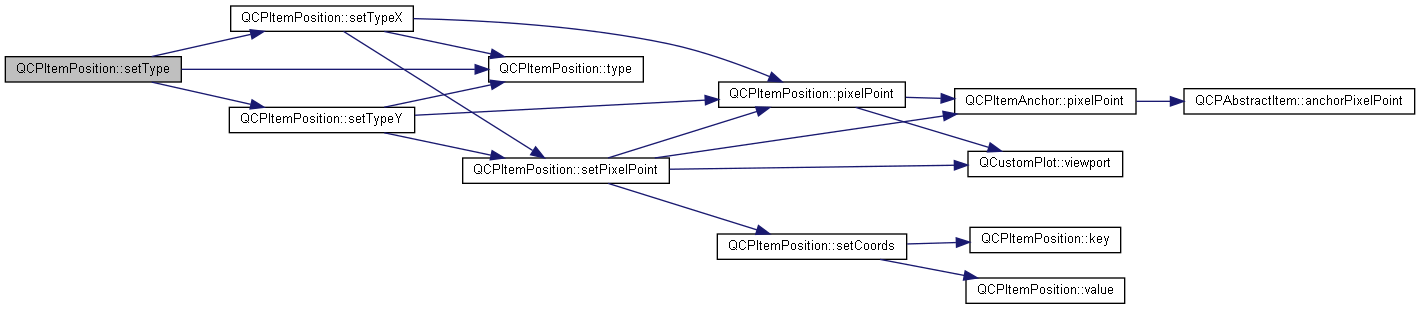 QCPItemPosition::setTypeX
QCPItemPosition::setType
QCPItemPosition::type
QCPItemPosition::setTypeY
QCPItemPosition::pixelPoint
QCPItemAnchor::pixelPoint
QCPAbstractItem::anchorPixelPoint
QCPItemPosition::setPixelPoint
QCustomPlot::viewport
QCPItemPosition::setCoords
QCPItemPosition::key
QCPItemPosition::value